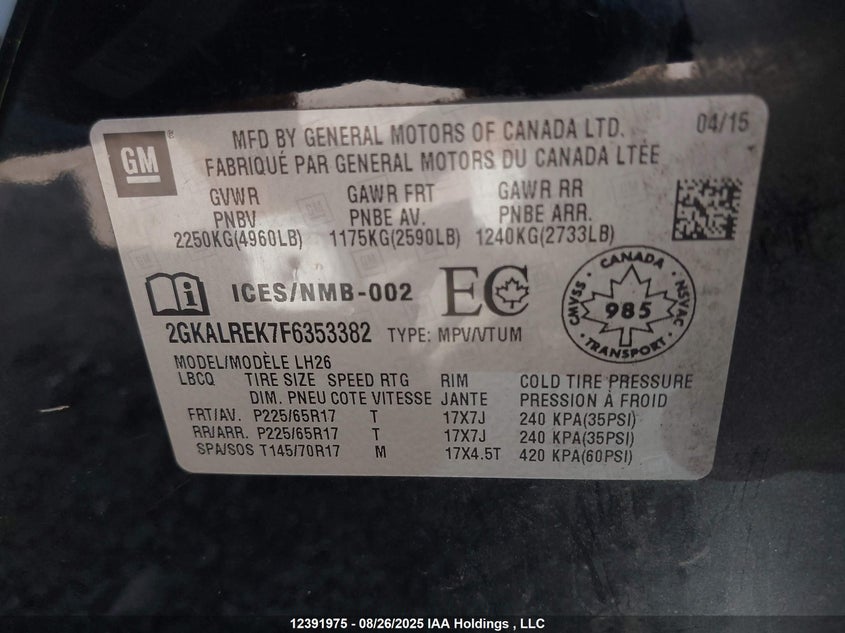 GM
MFD BY GENERAL MOTORS OF CANADA LTD. 04/15
FABRIQUÉ PAR GENERAL MOTORS DU CANADA LTÉE
GVWR GAWR FRT GAWR RR
PNBV PNBE AV. PNBE ARR.
2250KG(4960LB) 1175KG(2590LB) 1240KG(2733LB)
i ICES/NMB-002 EC
CANADA
CMVSS 985 NSVAC
TRANSPORT
2GKALREK7F6353382 TYPE: MPV/VTUM
MODEL/MODÈLE LH26
LBCQ TIRE SIZE SPEED RTG RIM COLD TIRE PRESSURE
DIM. PNEU COTE VITESSE JANTE PRESSION À FROID
FRT/AV. P225/65R17 T 17X7J 240 KPA(35PSI)
RR/ARR. P225/65R17 T 17X7J 240 KPA(35PSI)
SPA/SOS T145/70R17 M 17X4.5T 420 KPA(60PSI)
12391975 - 08/26/2025 IAA Holdings , LLC